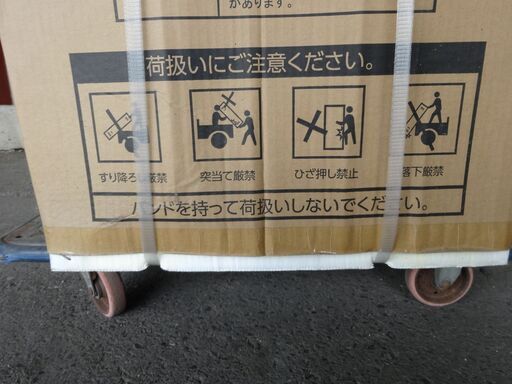 があります。
荷扱いにご注意ください。
すり降ろし厳禁
突当て厳禁
ひざ押し禁止
落下厳禁
バンドを持って荷扱いしないでください。